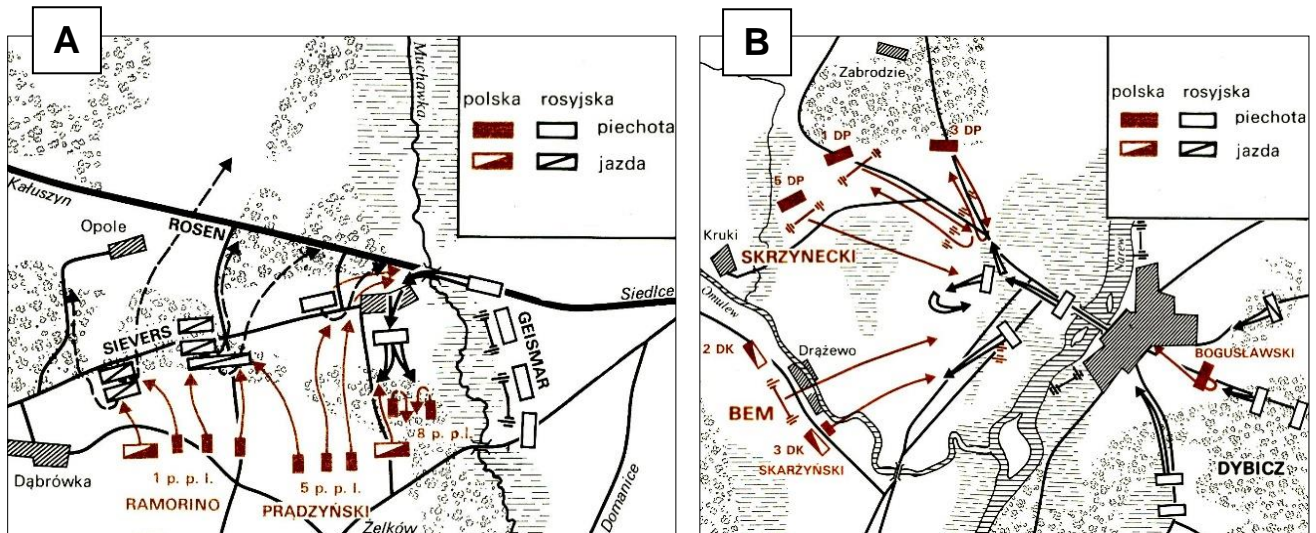 A
polska rosyjska
piechota
jazda
Muchawka
Kałuszyn
Opole
ROSEN
Siedlce
SIEVERS
GEISMAR
8 p. p. l.
Dąbrówka
1 p. p. l.
5 p. p. l.
RAMORINO
PRĄDZYŃSKI
Żelków
Domanice
B
Zabrodzie
polska rosyjska
piechota
jazda
1 DP
3 DP
5 DP
Kruki
SKRZYNECKI
Narew
Omulew
2 DK
Drążewo
BOGUSŁAWSKI
BEM
3 DK
SKARŻYŃSKI
DYBICZ